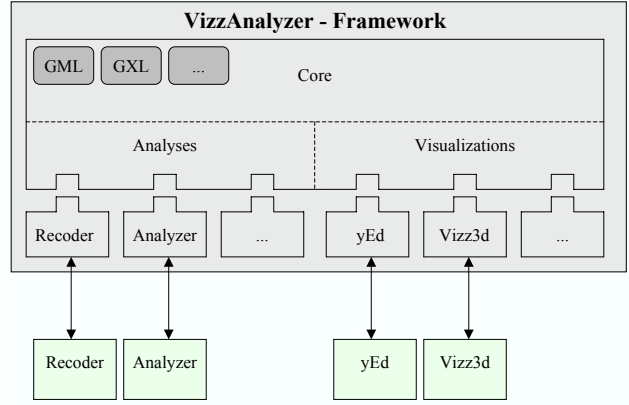 VizzAnalyzer - Framework
GML GXL ...
Core
Analyses Visualizations
Recoder Analyzer ... yEd Vizz3d ...
Recoder Analyzer yEd Vizz3d